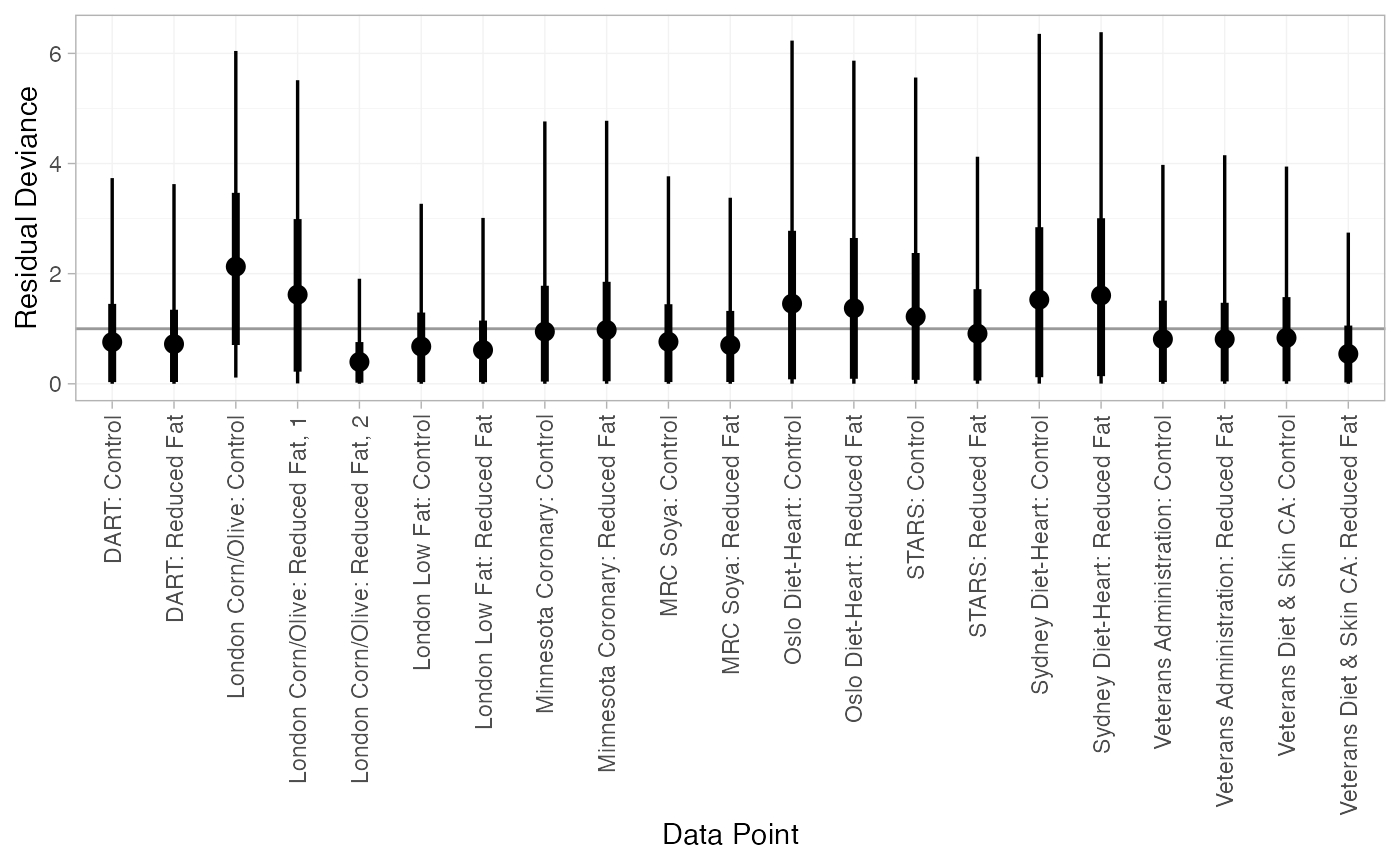 Residual Deviance
6
4
2
0
DART: Control
DART: Reduced Fat
London Corn/Olive: Control
London Corn/Olive: Reduced Fat, 1
London Corn/Olive: Reduced Fat, 2
London Low Fat: Control
London Low Fat: Reduced Fat
Minnesota Coronary: Control
Minnesota Coronary: Reduced Fat
MRC Soya: Control
MRC Soya: Reduced Fat
Oslo Diet-Heart: Control
Oslo Diet-Heart: Reduced Fat
STARS: Control
STARS: Reduced Fat
Sydney Diet-Heart: Control
Sydney Diet-Heart: Reduced Fat
Veterans Administration: Control
Veterans Administration: Reduced Fat
Veterans Diet & Skin CA: Control
Veterans Diet & Skin CA: Reduced Fat
Data Point